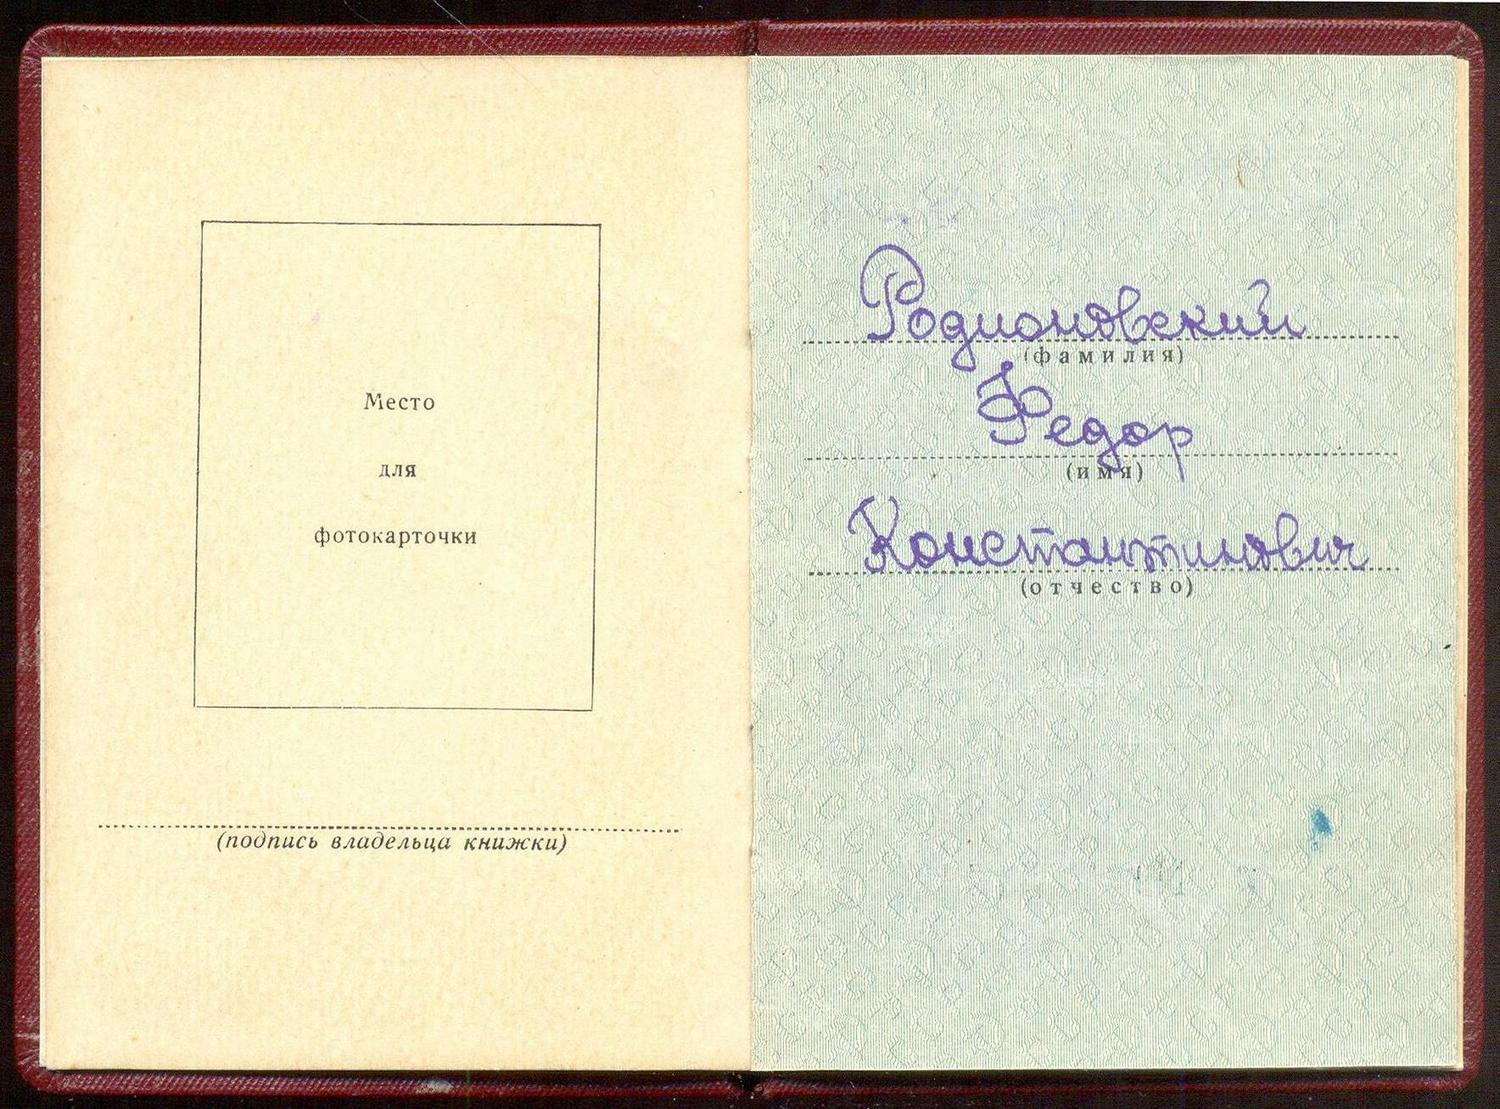 Место
для
фотокарточки
(подпись владельца книжки)
Родионовский
(фамилия)
Федор
(имя)
Константинович
(отчество)